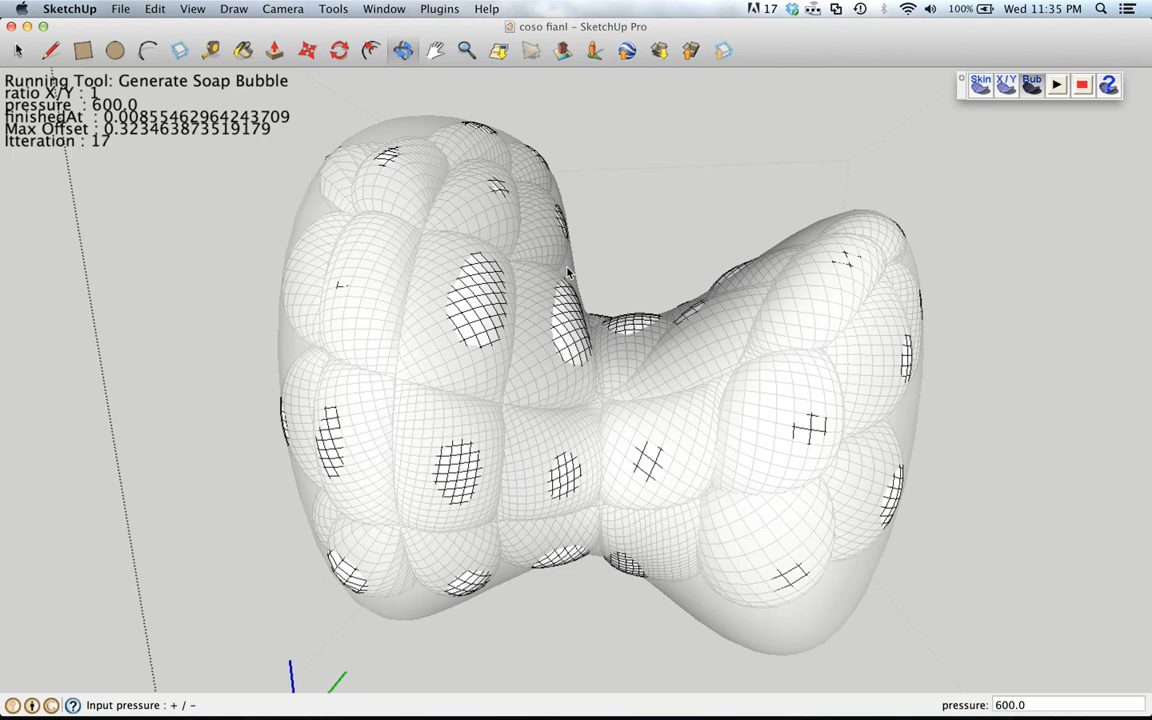 SketchUp File Edit View Draw Camera Tools Window Plugins Help 17 100% Wed 11:35 PM
coso fianl - SketchUp Pro
Running Tool: Generate Soap Bubble
ratio X/Y : 1
pressure : 600.0
finishedAt : 0.00855462964243709
Max Offset : 0.323463873519179
Itteration : 17
Skin X/Y Bub ?
? Input pressure : + / - pressure: 600.0